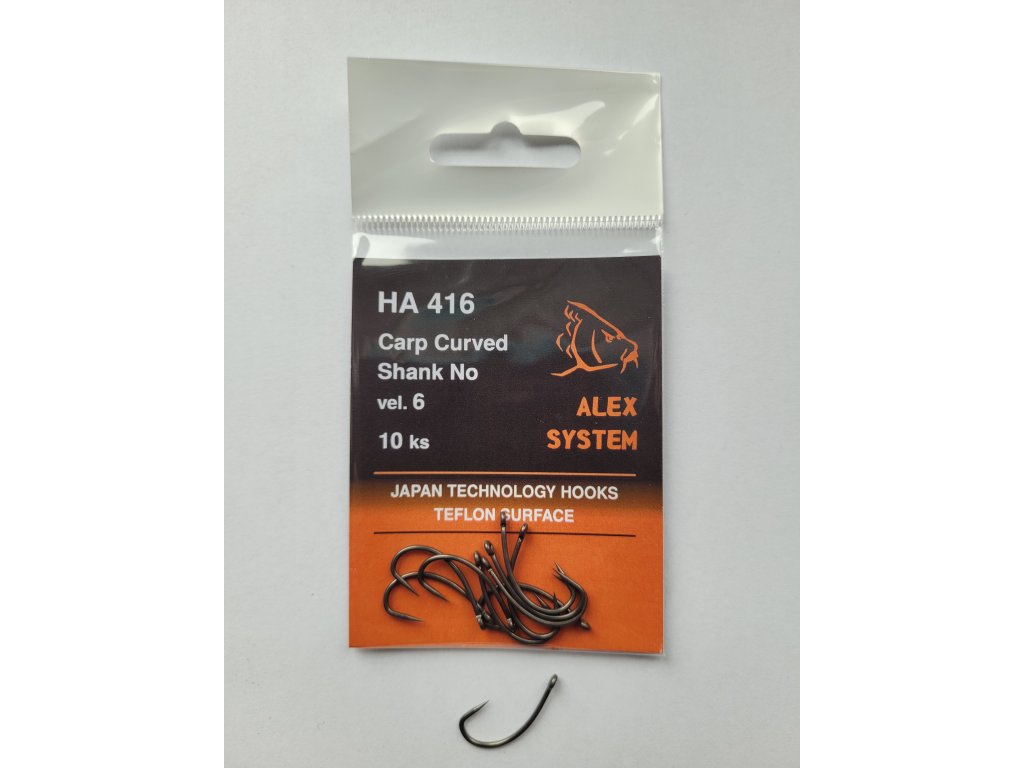 HA 416
Carp Curved
Shank No
vel. 6
10 ks
ALEX
SYSTEM
JAPAN TECHNOLOGY HOOKS
TEFLON SURFACE